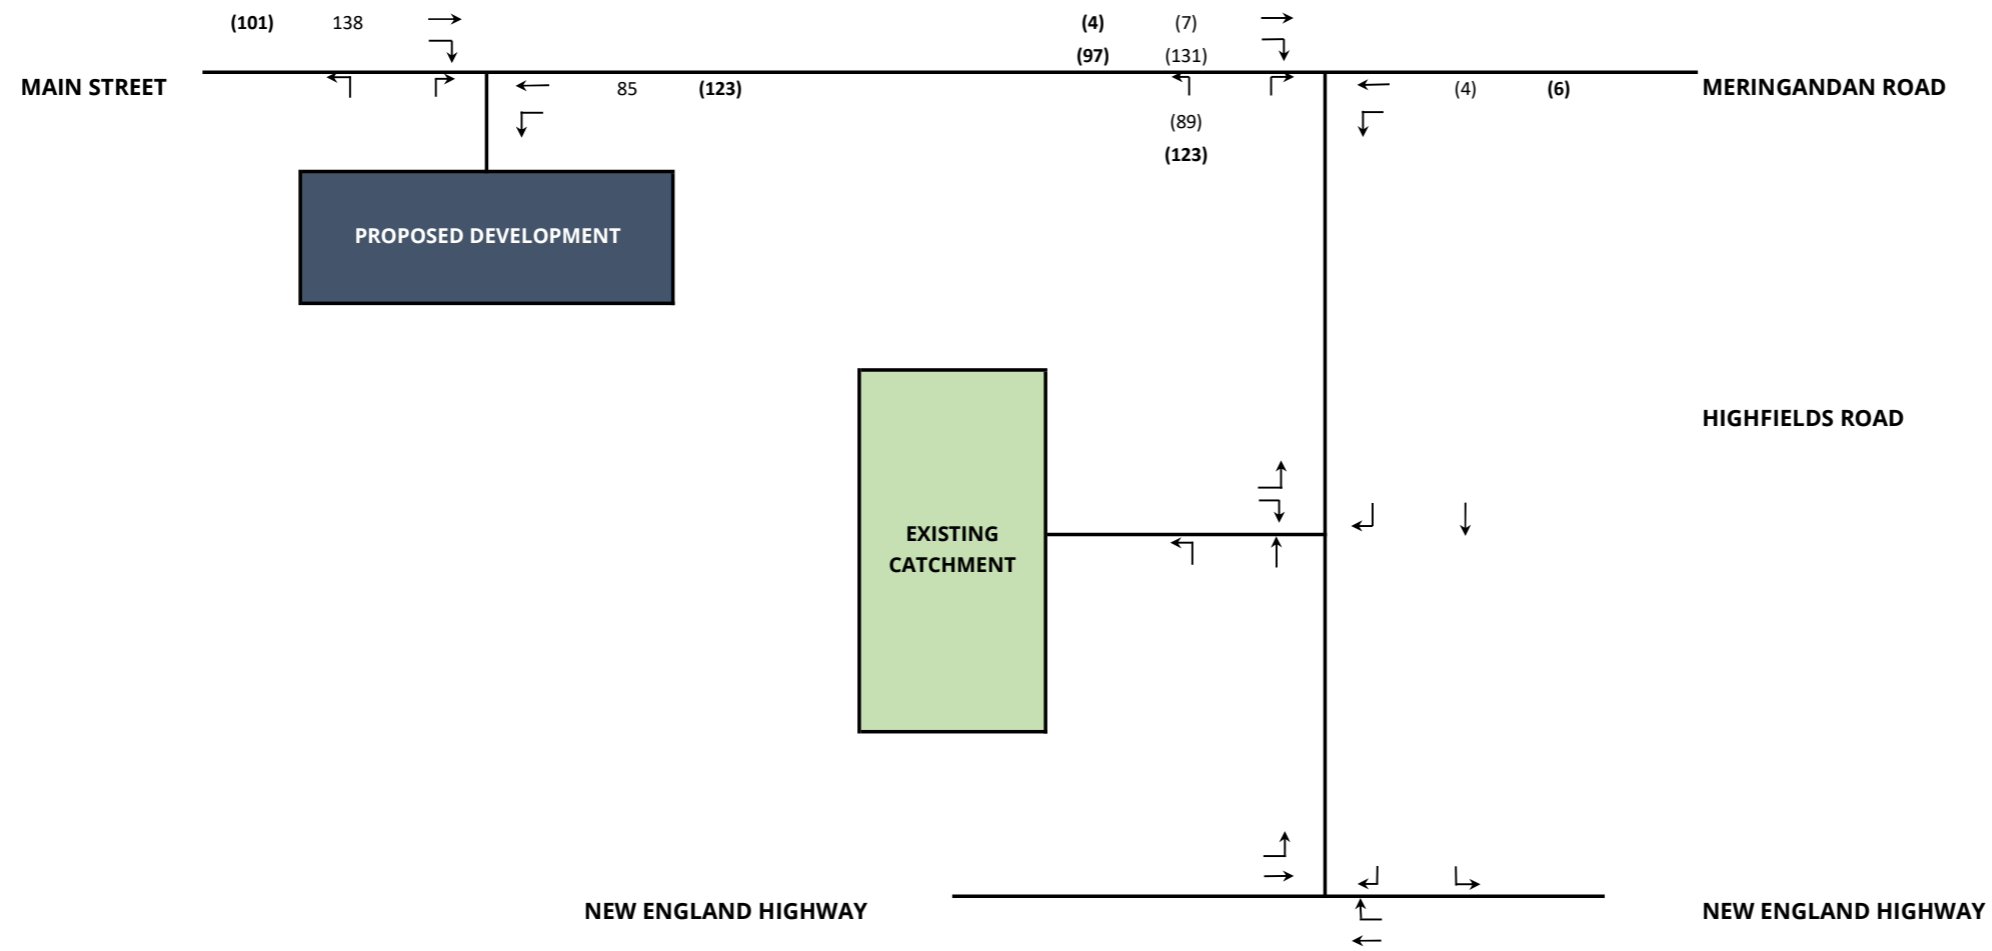 (101) 138
(4) (7)
(97) (131)
MAIN STREET
85 (123)
(4) (6)
MERINGANDAN ROAD
(89)
(123)
PROPOSED DEVELOPMENT
HIGHFIELDS ROAD
EXISTING
CATCHMENT
NEW ENGLAND HIGHWAY
NEW ENGLAND HIGHWAY